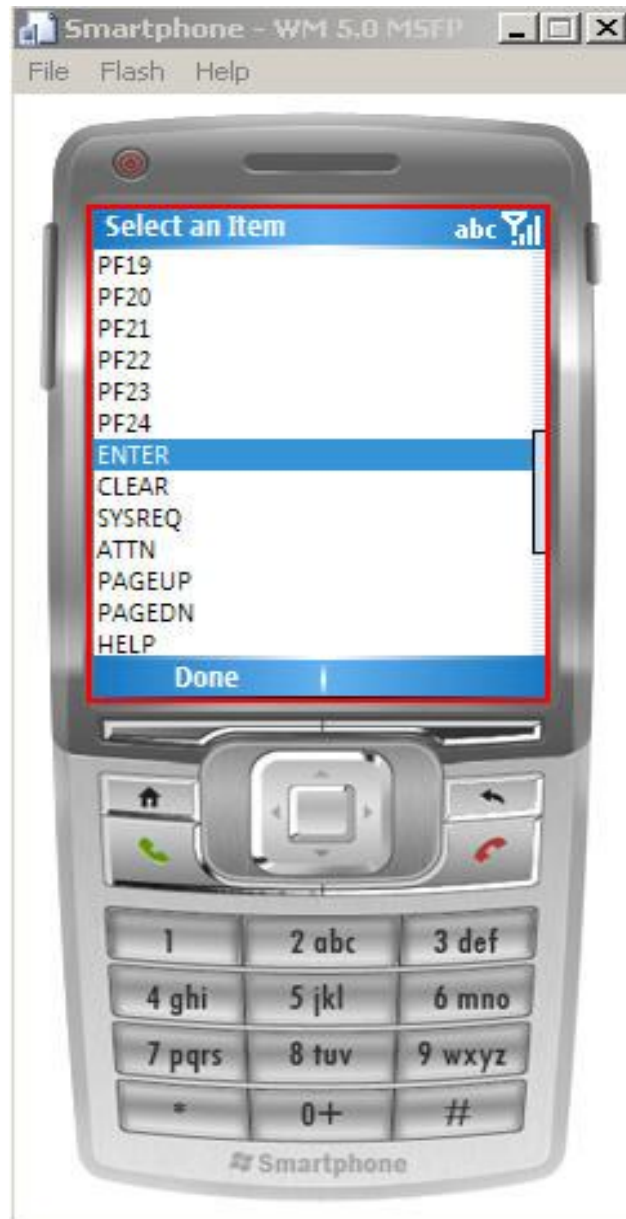 Smartphone - WM 5.0 MSFP
File Flash Help
Select an Item abc
PF19
PF20
PF21
PF22
PF23
PF24
ENTER
CLEAR
SYSREQ
ATTN
PAGEUP
PAGEDN
HELP
Done
1 2 abc 3 def
4 ghi 5 jkl 6 mno
7 pqrs 8 tuv 9 wxyz
* 0+ #
Smartphone